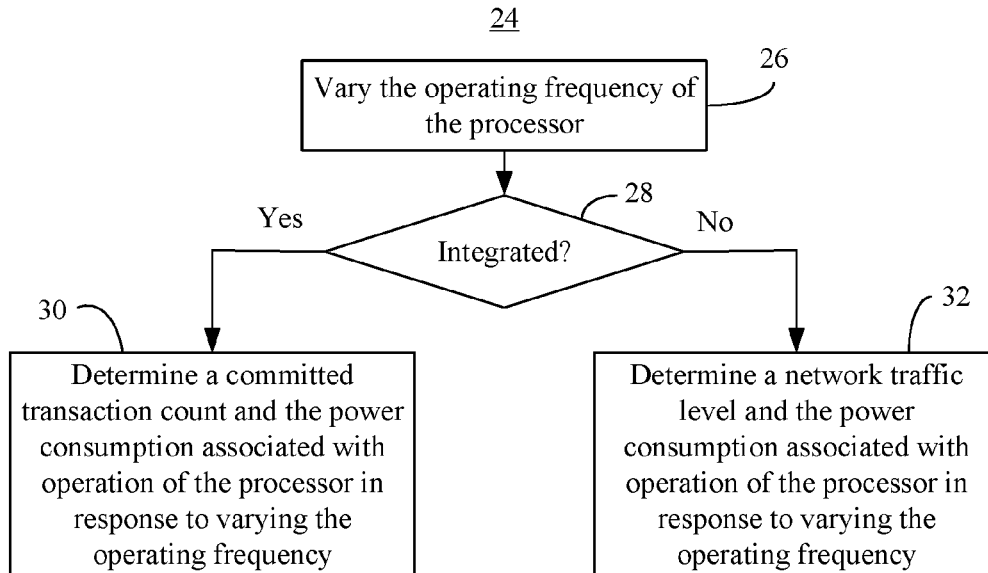 24
26
Vary the operating frequency of
the processor
28
Yes
No
Integrated?
30
32
Determine a committed
transaction count and the power
consumption associated with
operation of the processor in
response to varying the
operating frequency
Determine a network traffic
level and the power
consumption associated with
operation of the processor in
response to varying the
operating frequency